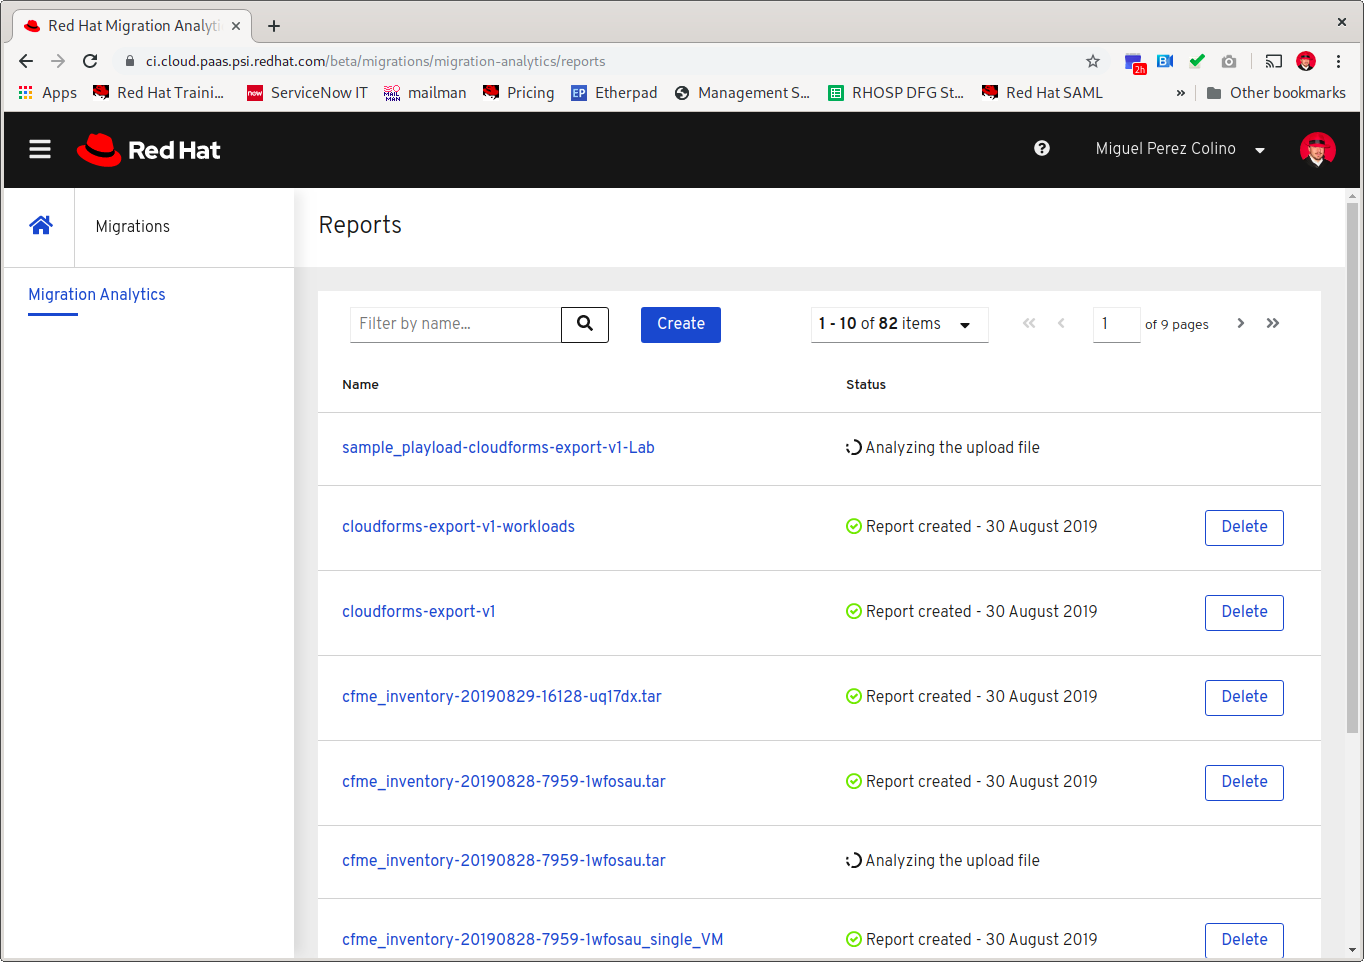 Red Hat Migration Analyti
ci.cloud.paas.psi.redhat.com/beta/migrations/migration-analytics/reports
2h
Apps Red Hat Traini... now ServiceNow IT MAILMAN mailman Pricing EP Etherpad Management S... RHOSP DFG St... Red Hat SAML » Other bookmarks
Red Hat
Miguel Perez Colino
Migrations
Reports
Migration Analytics
Filter by name...
Create
1 - 10 of 82 items
1 of 9 pages
Name Status
sample_playload-cloudforms-export-v1-Lab Analyzing the upload file
cloudforms-export-v1-workloads Report created - 30 August 2019 Delete
cloudforms-export-v1 Report created - 30 August 2019 Delete
cfme_inventory-20190829-16128-uq17dx.tar Report created - 30 August 2019 Delete
cfme_inventory-20190828-7959-1wfosau.tar Report created - 30 August 2019 Delete
cfme_inventory-20190828-7959-1wfosau.tar Analyzing the upload file
cfme_inventory-20190828-7959-1wfosau_single_VM Report created - 30 August 2019 Delete